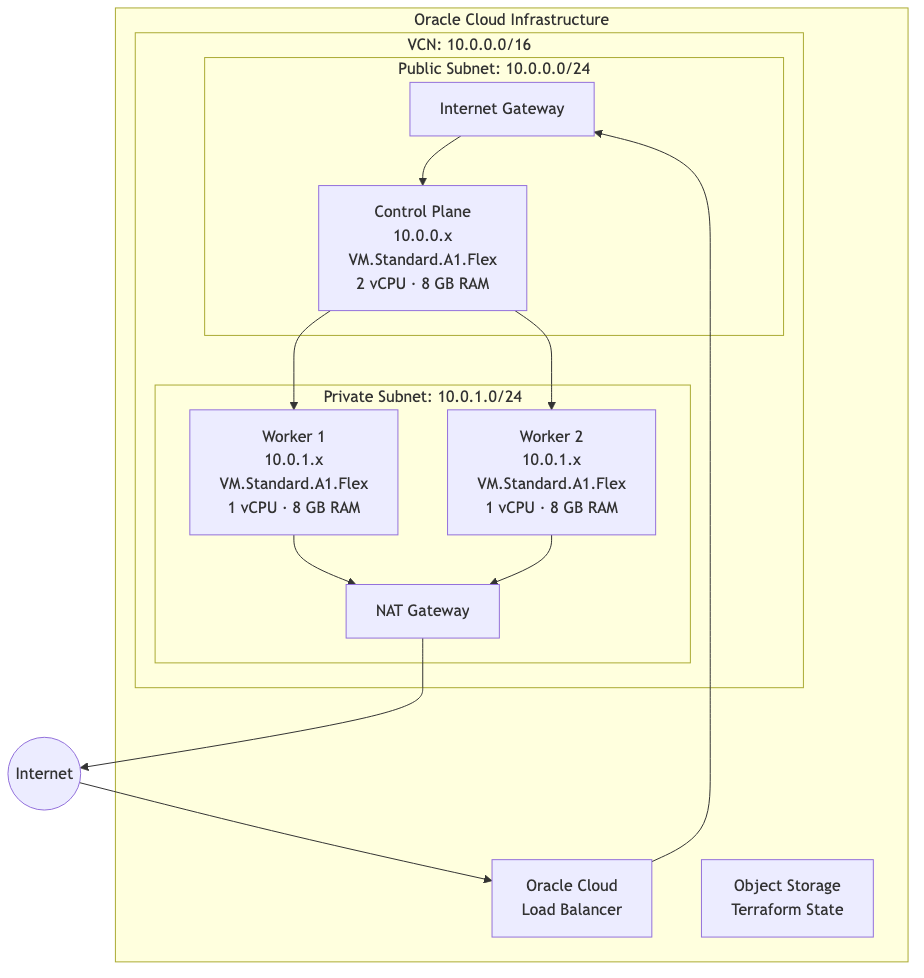 Oracle Cloud Infrastructure
VCN: 10.0.0.0/16
Public Subnet: 10.0.0.0/24
Internet Gateway
Control Plane
10.0.0.x
VM.Standard.A1.Flex
2 vCPU · 8 GB RAM
Private Subnet: 10.0.1.0/24
Worker 1
10.0.1.x
VM.Standard.A1.Flex
1 vCPU · 8 GB RAM
Worker 2
10.0.1.x
VM.Standard.A1.Flex
1 vCPU · 8 GB RAM
NAT Gateway
Internet
Oracle Cloud
Load Balancer
Object Storage
Terraform State